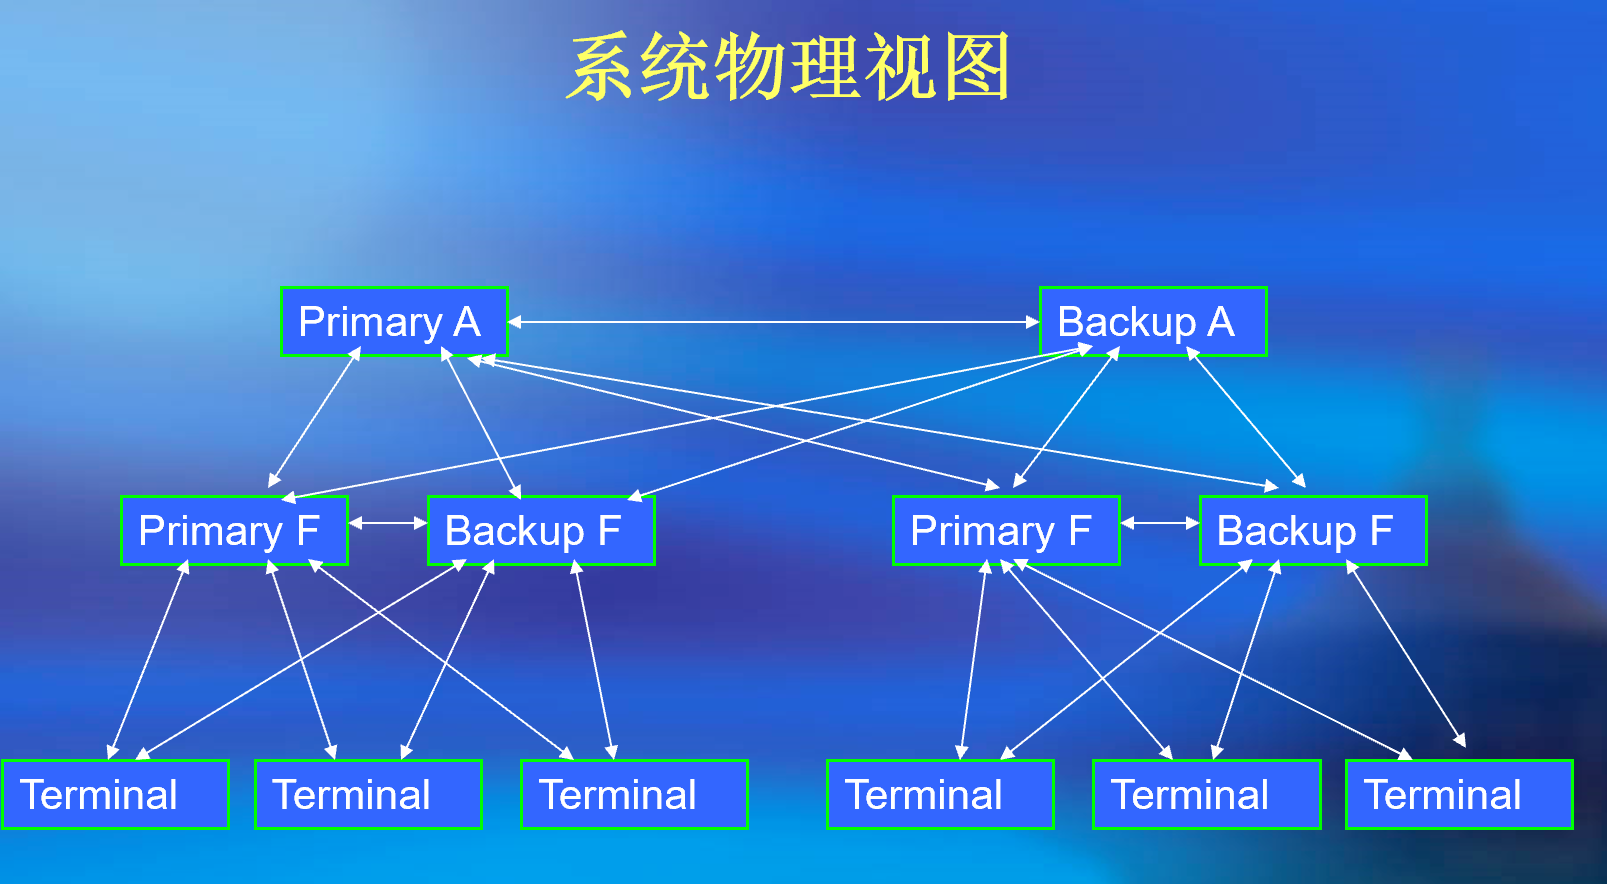 系统物理视图
Primary A
Backup A
Primary F
Backup F
Primary F
Backup F
Terminal
Terminal
Terminal
Terminal
Terminal
Terminal